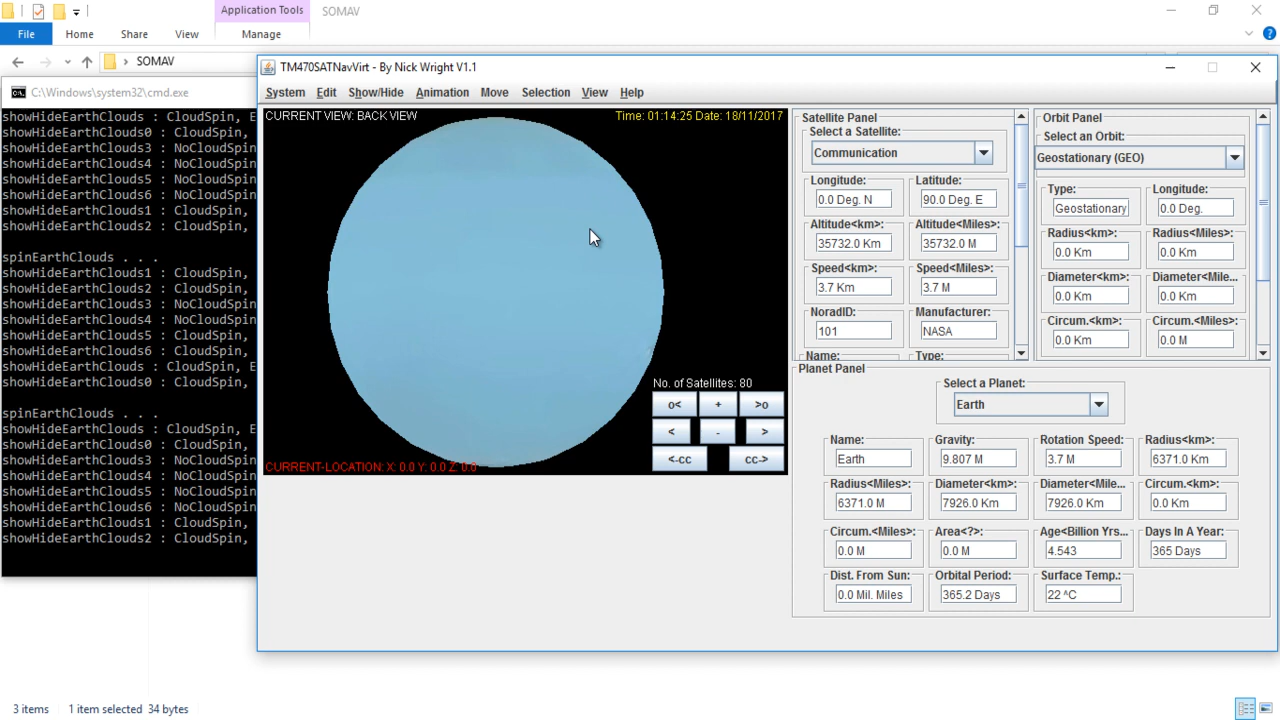 Application Tools
SOMAV
File
Home
Share
View
Manage
SOMAV
C:\Windows\system32\cmd.exe
showHideEarthClouds : CloudSpin, E
showHideEarthClouds0 : CloudSpin,
showHideEarthClouds3 : NoCloudSpin
showHideEarthClouds4 : NoCloudSpin
showHideEarthClouds5 : CloudSpin,
showHideEarthClouds6 : NoCloudSpin
showHideEarthClouds1 : CloudSpin,
showHideEarthClouds2 : CloudSpin,
spinEarthClouds . . .
showHideEarthClouds1 : CloudSpin,
showHideEarthClouds2 : CloudSpin,
showHideEarthClouds3 : NoCloudSpin
showHideEarthClouds4 : NoCloudSpin
showHideEarthClouds5 : CloudSpin,
showHideEarthClouds6 : CloudSpin,
showHideEarthClouds : CloudSpin, E
showHideEarthClouds0 : CloudSpin,
spinEarthClouds . . .
showHideEarthClouds : CloudSpin, E
showHideEarthClouds0 : CloudSpin,
showHideEarthClouds3 : NoCloudSpin
showHideEarthClouds4 : NoCloudSpin
showHideEarthClouds5 : NoCloudSpin
showHideEarthClouds6 : NoCloudSpin
showHideEarthClouds1 : CloudSpin,
showHideEarthClouds2 : CloudSpin,
TM470SATNavVirt - By Nick Wright V1.1
System Edit Show/Hide Animation Move Selection View Help
CURRENT VIEW: BACK VIEW
Time: 01:14:25 Date: 18/11/2017
No. of Satellites: 80
o< + >o
< - >
<-cc cc->
CURRENT-LOCATION: X: 0.0 Y: 0.0 Z: 0.0
Satellite Panel
Select a Satellite:
Communication
Longitude: Latitude:
0.0 Deg. N 90.0 Deg. E
Altitude<km>: Altitude<Miles>:
35732.0 Km 35732.0 M
Speed<km>: Speed<Miles>:
3.7 Km 3.7 M
NoradID: Manufacturer:
101 NASA
Name: Type:
Orbit Panel
Select an Orbit:
Geostationary (GEO)
Type: Longitude:
Geostationary 0.0 Deg.
Radius<km>: Radius<Miles>:
0.0 Km 0.0 Km
Diameter<km>: Diameter<Mile...
0.0 Km 0.0 Km
Circum.<km>: Circum.<Miles>:
0.0 Km 0.0 M
Planet Panel
Select a Planet:
Earth
Name: Gravity: Rotation Speed: Radius<km>:
Earth 9.807 M 3.7 M 6371.0 Km
Radius<Miles>: Diameter<km>: Diameter<Mile... Circum.<km>:
6371.0 M 7926.0 Km 7926.0 Km 0.0 Km
Circum.<Miles>: Area<?>: Age<Billion Yrs... Days In A Year:
0.0 M 0.0 M 4.543 365 Days
Dist. From Sun: Orbital Period: Surface Temp.:
0.0 Mil. Miles 365.2 Days 22 ^C
3 items 1 item selected 34 bytes